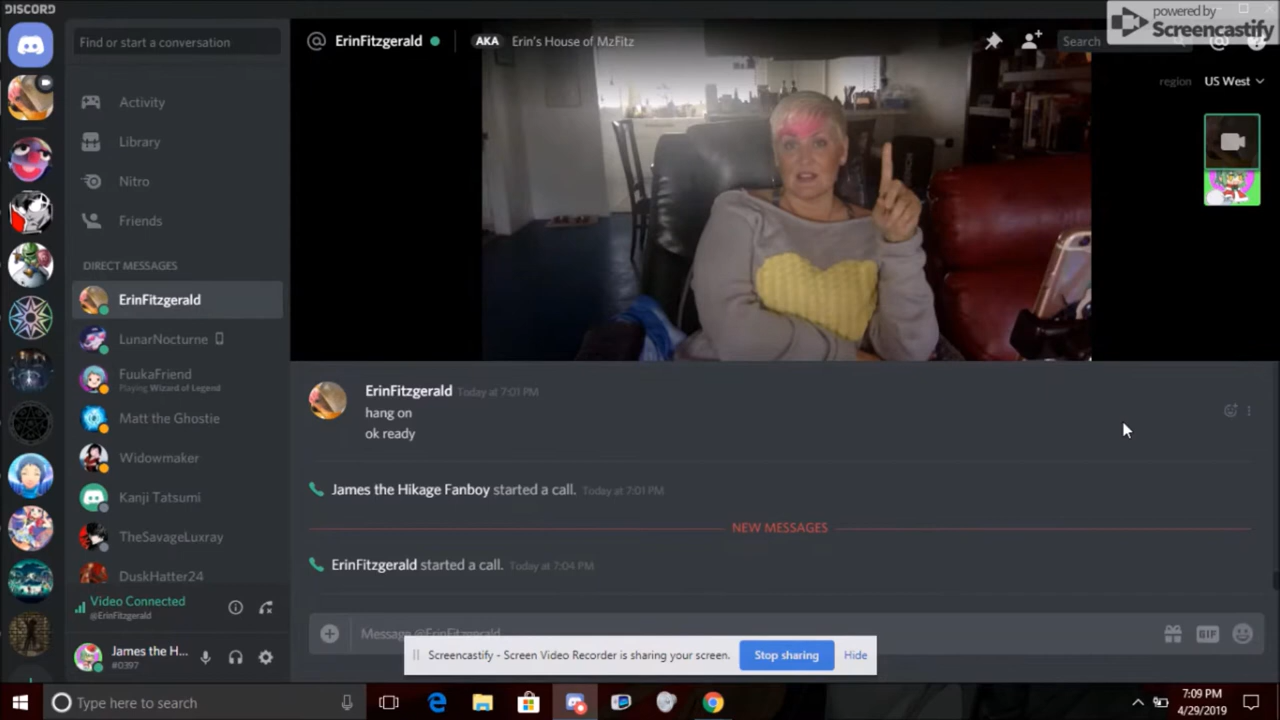 DISCORD
powered by
Screencastify
Find or start a conversation
ErinFitzgerald
AKA Erin's House of MzFitz
Search
region US West
Activity
Library
Nitro
Friends
DIRECT MESSAGES
ErinFitzgerald
LunarNocturne
FuukaFriend
Playing Wizard of Legend
Matt the Ghostie
Widowmaker
Kanji Tatsumi
TheSavageLuxray
DuskHatter24
Video Connected
@ErinFitzgerald
James the H...
#0397
ErinFitzgerald Today at 7:01 PM
hang on
ok ready
James the Hikage Fanboy started a call. Today at 7:01 PM
NEW MESSAGES
ErinFitzgerald started a call. Today at 7:04 PM
Message @ErinFitzgerald
GIF
Screencastify - Screen Video Recorder is sharing your screen.
Stop sharing
Hide
Type here to search
7:09 PM
4/29/2019